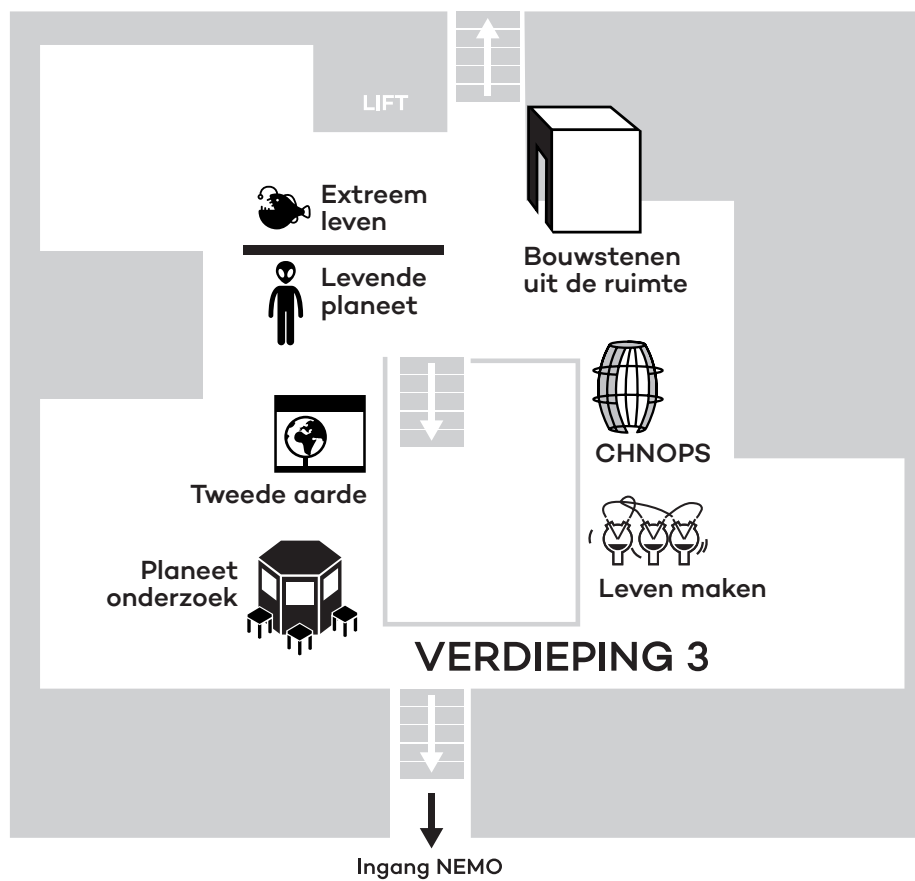 LIFT
Extreem
leven
Levende
planeet
Bouwstenen
uit de ruimte
CHNOPS
Tweede aarde
Planeet
onderzoek
Leven maken
VERDIEPING 3
Ingang NEMO